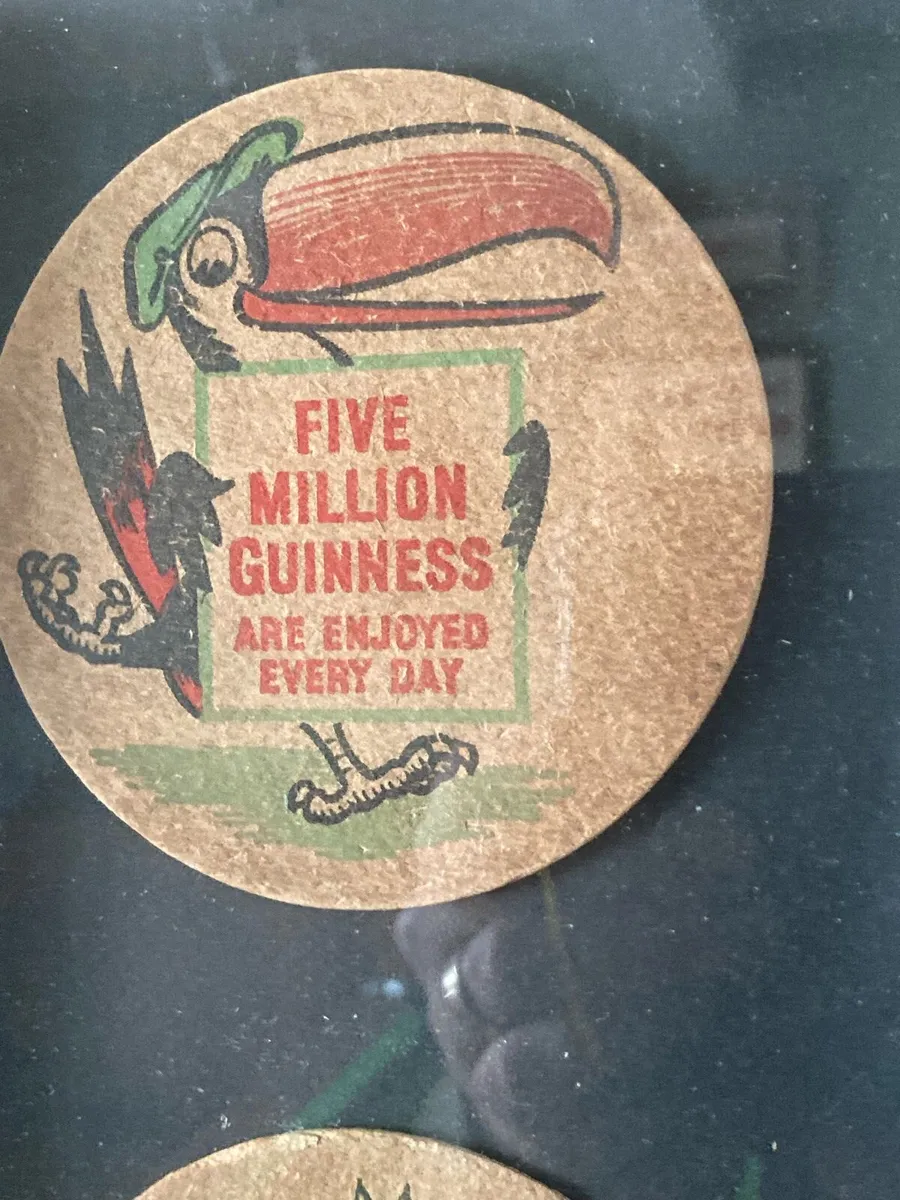 FIVE
MILLION
GUINNESS
ARE ENJOYED
EVERY DAY